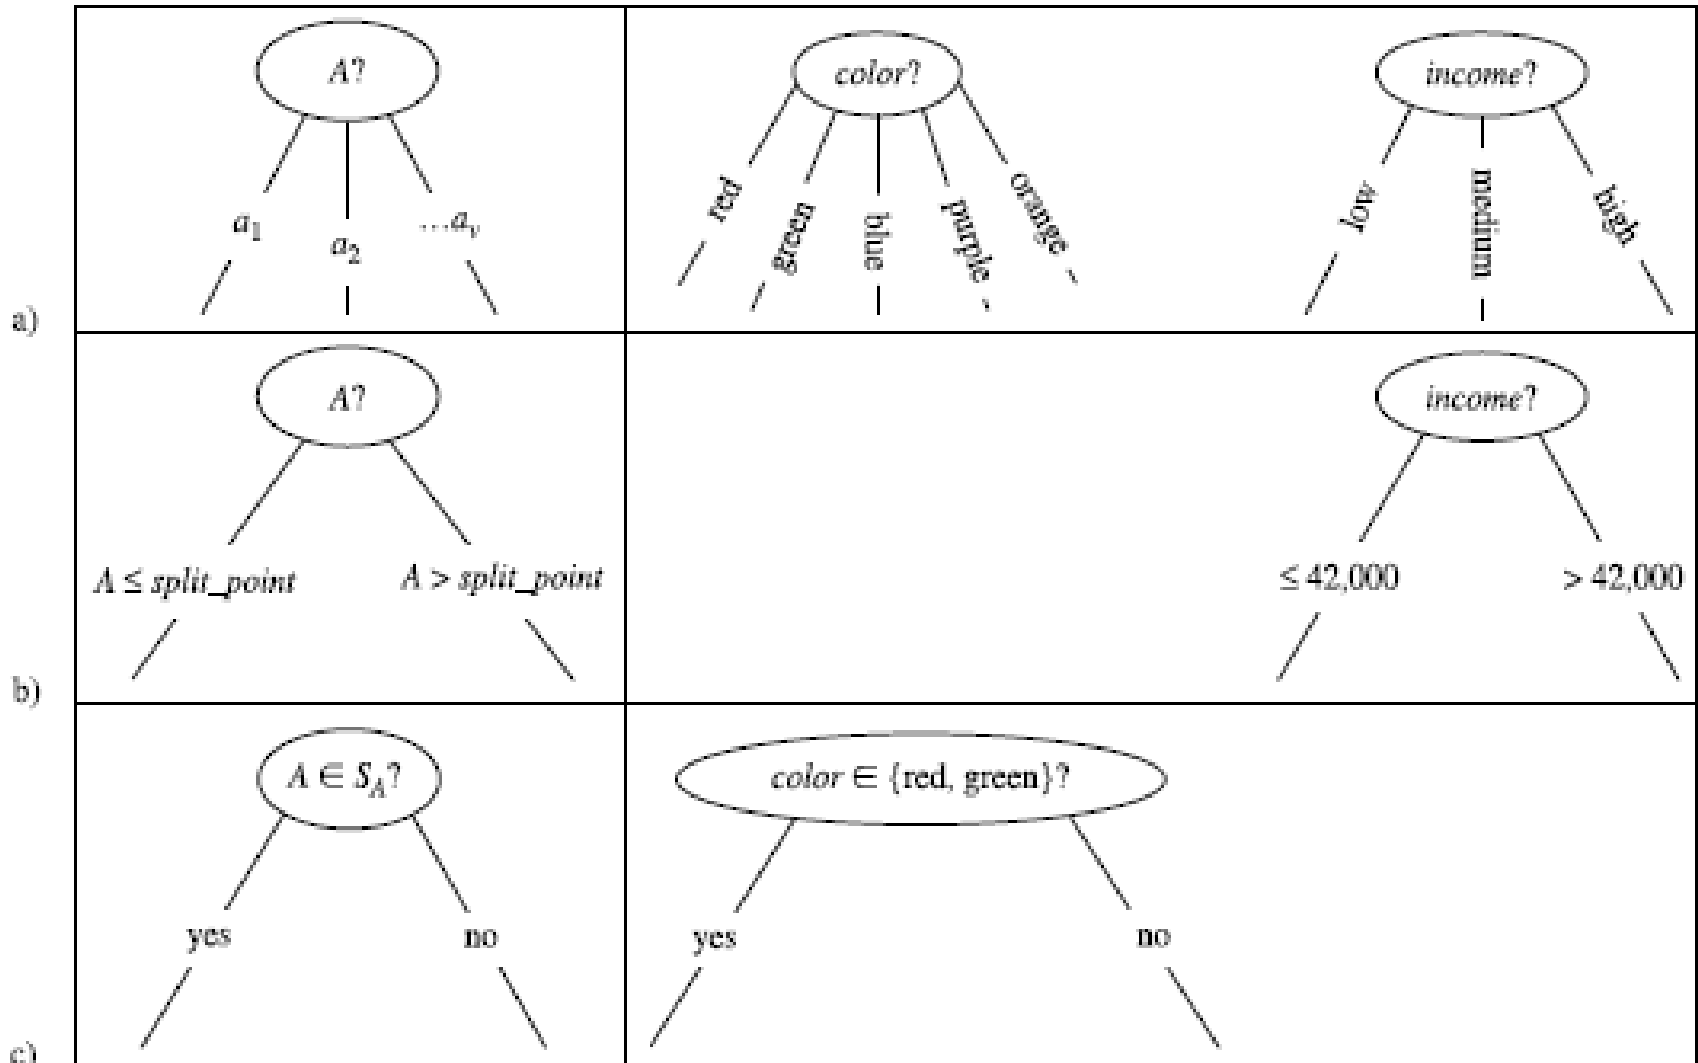 A?
color?
income?
red
green
blue
purple
orange
low
medium
high
a₁
a₂
...aᵥ
a)
A?
income?
A ≤ split_point
A > split_point
≤ 42,000
> 42,000
b)
A ∈ S_A?
color ∈ {red, green}?
yes
no
yes
no
c)